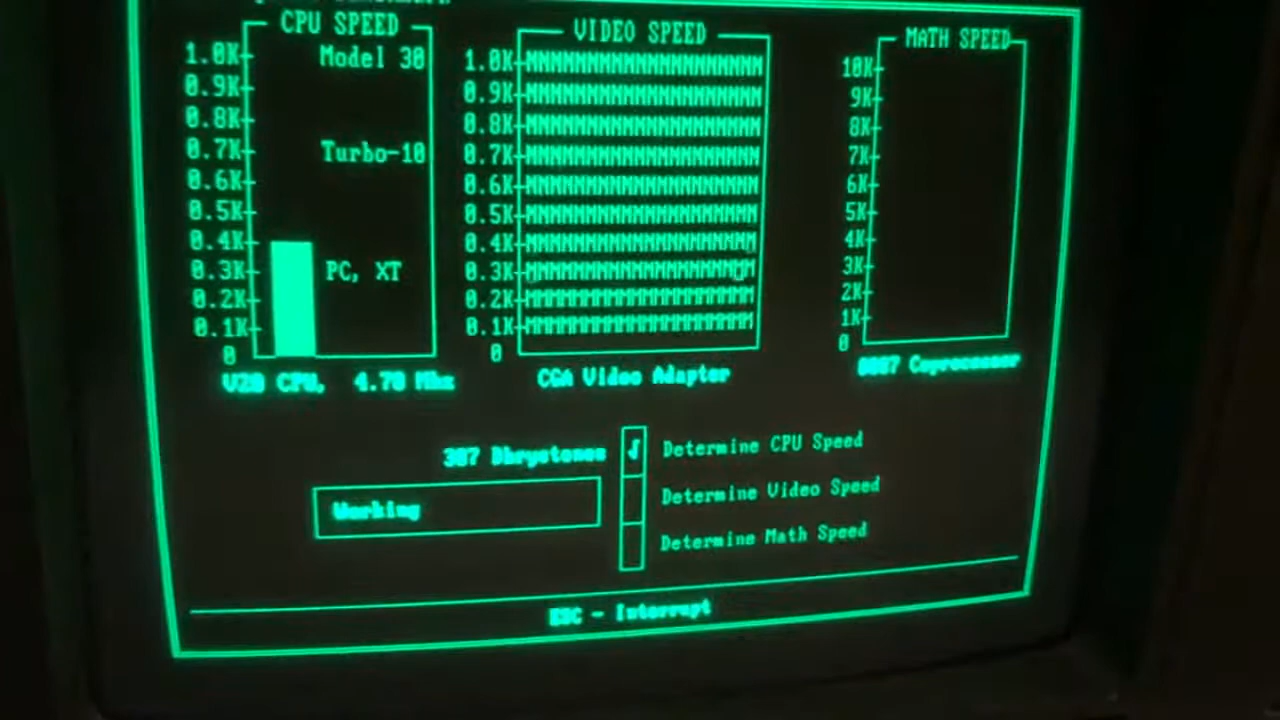 CPU SPEED
1.0K
0.9K
0.8K
0.7K
0.6K
0.5K
0.4K
0.3K
0.2K
0.1K
0
Model 30
Turbo-10
PC, XT
V20 CPU, 4.70 Mhz
VIDEO SPEED
1.0K
0.9K
0.8K
0.7K
0.6K
0.5K
0.4K
0.3K
0.2K
0.1K
0
CGA Video Adapter
MATH SPEED
10K
9K
8K
7K
6K
5K
4K
3K
2K
1K
0
8087 Coprocessor
387 Dhrystones
Working
√ Determine CPU Speed
Determine Video Speed
Determine Math Speed
ESC - Interrupt